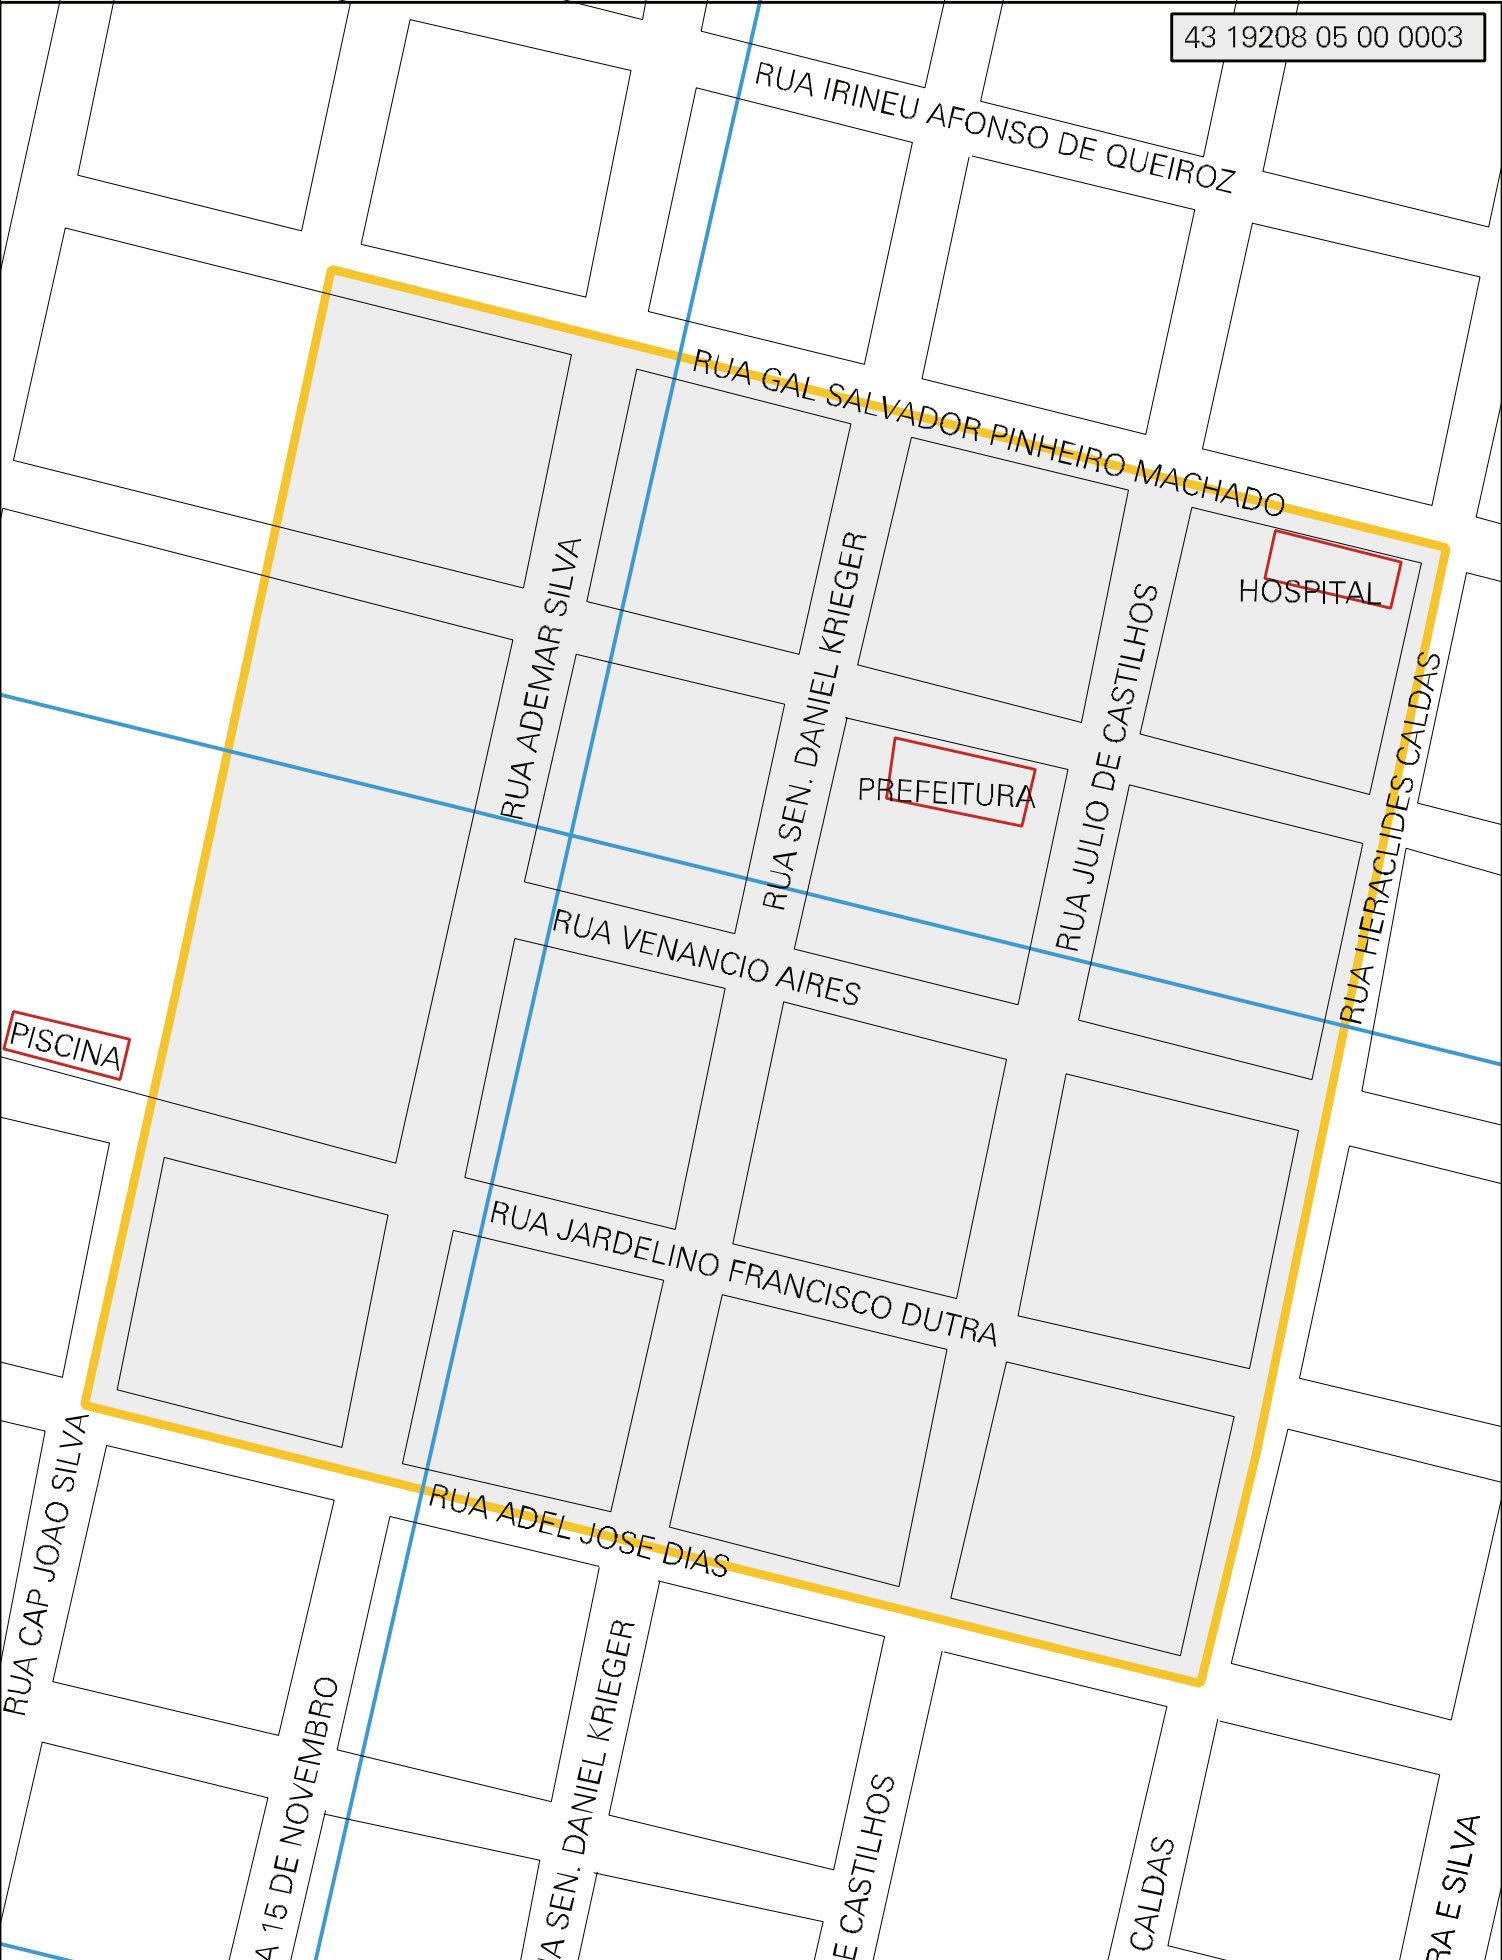 43 19208 05 00 0003
RUA IRINEU AFONSO DE QUEIROZ
RUA GAL SALVADOR PINHEIRO MACHADO
HOSPITAL
RUA ADEMAR SILVA
RUA SEN. DANIEL KRIEGER
RUA JULIO DE CASTILHOS
RUA HERACLIDES CALDAS
PREFEITURA
RUA VENANCIO AIRES
PISCINA
RUA JARDELINO FRANCISCO DUTRA
RUA CAP JOAO SILVA
RUA ADEL JOSE DIAS
A 15 DE NOVEMBRO
A SEN. DANIEL KRIEGER
E CASTILHOS
CALDAS
RA E SILVA